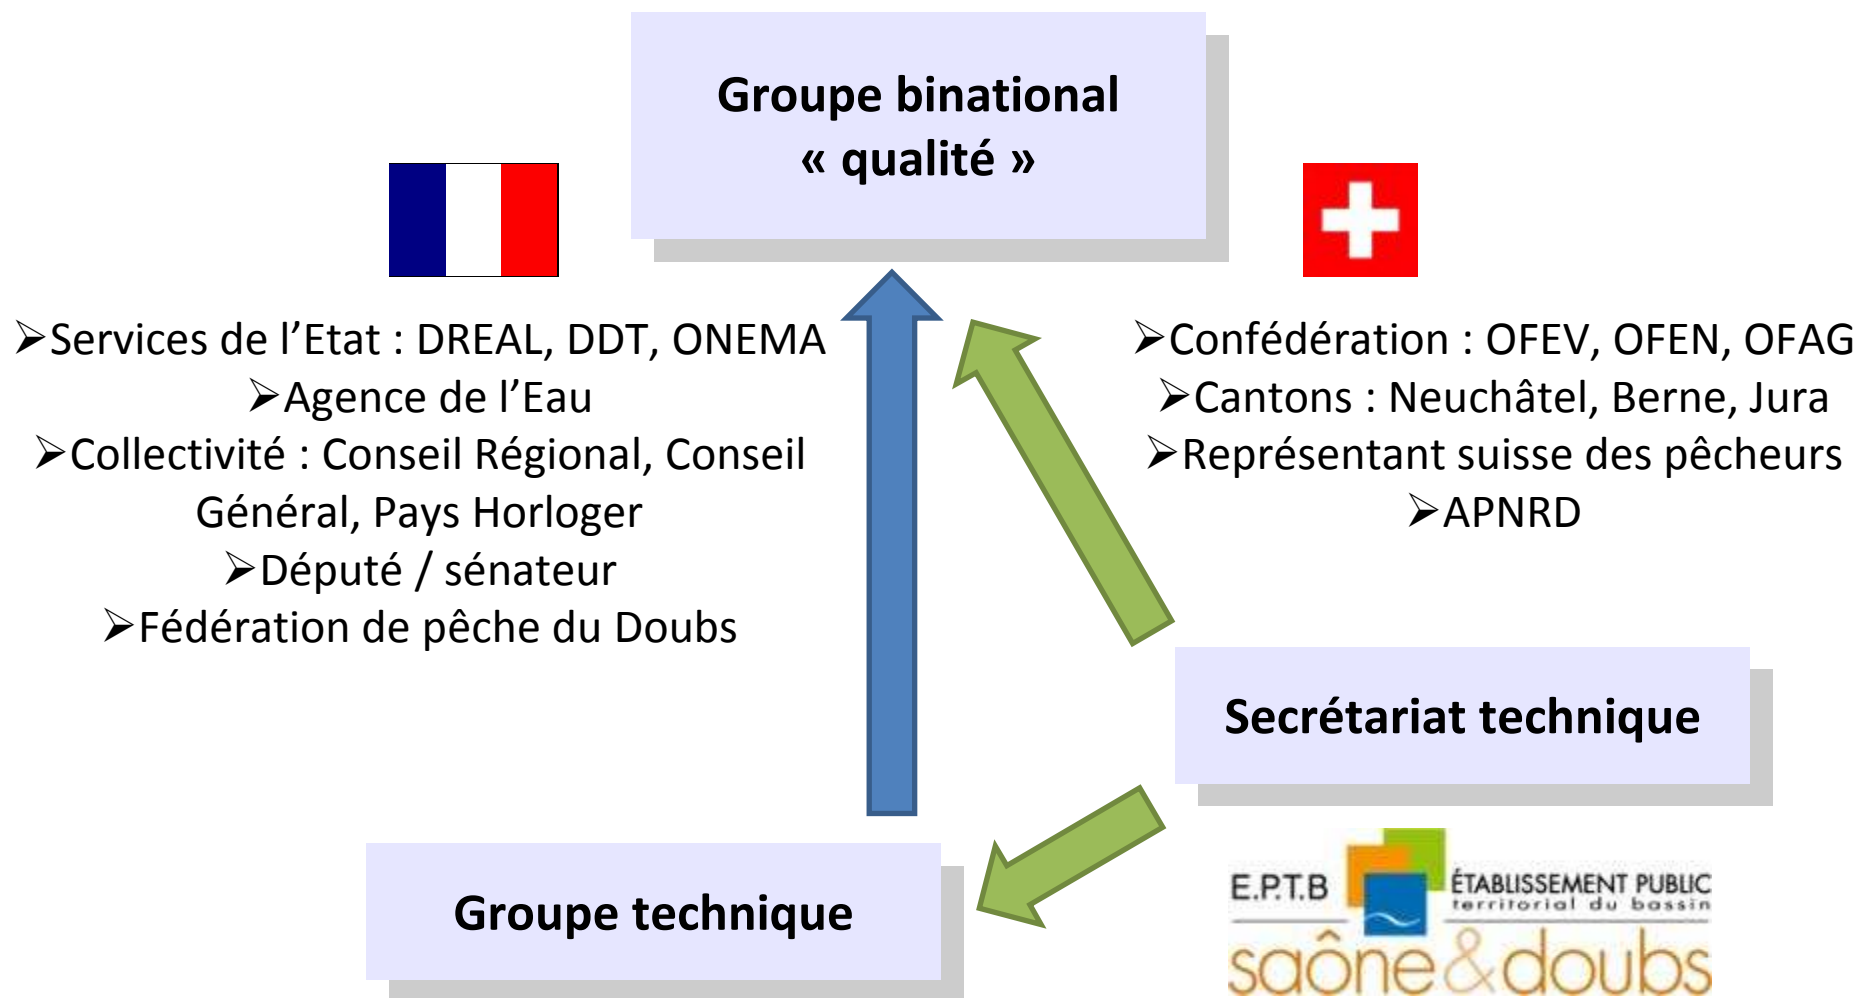 Groupe binational
« qualité »
➢Services de l’Etat : DREAL, DDT, ONEMA
➢Agence de l’Eau
➢Collectivité : Conseil Régional, Conseil
Général, Pays Horloger
➢Député / sénateur
➢Fédération de pêche du Doubs
➢Confédération : OFEV, OFEN, OFAG
➢Cantons : Neuchâtel, Berne, Jura
➢Représentant suisse des pêcheurs
➢APNRD
Secrétariat technique
Groupe technique
E.P.T.B
ÉTABLISSEMENT PUBLIC
territorial du bassin
saône&doubs